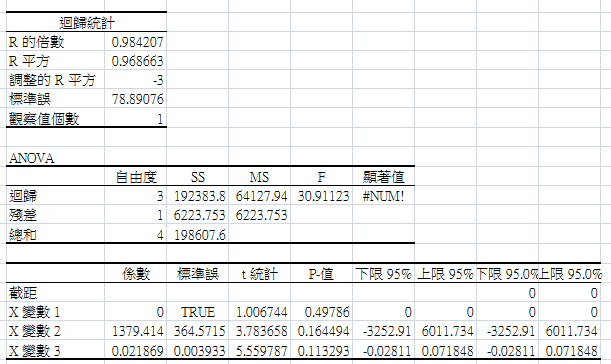 迴歸統計
R 的倍數 0.984207
R 平方 0.968663
調整的 R 平方 -3
標準誤 78.89076
觀察值個數 1
ANOVA
自由度 SS MS F 顯著值
迴歸 3 192383.8 64127.94 30.91123 #NUM!
殘差 1 6223.753 6223.753
總和 4 198607.6
係數 標準誤 t 統計 P-值 下限 95% 上限 95% 下限 95.0% 上限 95.0%
截距 0 0
X 變數 1 0 TRUE 1.006744 0.49786 0 0 0 0
X 變數 2 1379.414 364.5715 3.783658 0.164494 -3252.91 6011.734 -3252.91 6011.734
X 變數 3 0.021869 0.003933 5.559787 0.113293 -0.02811 0.071848 -0.02811 0.071848